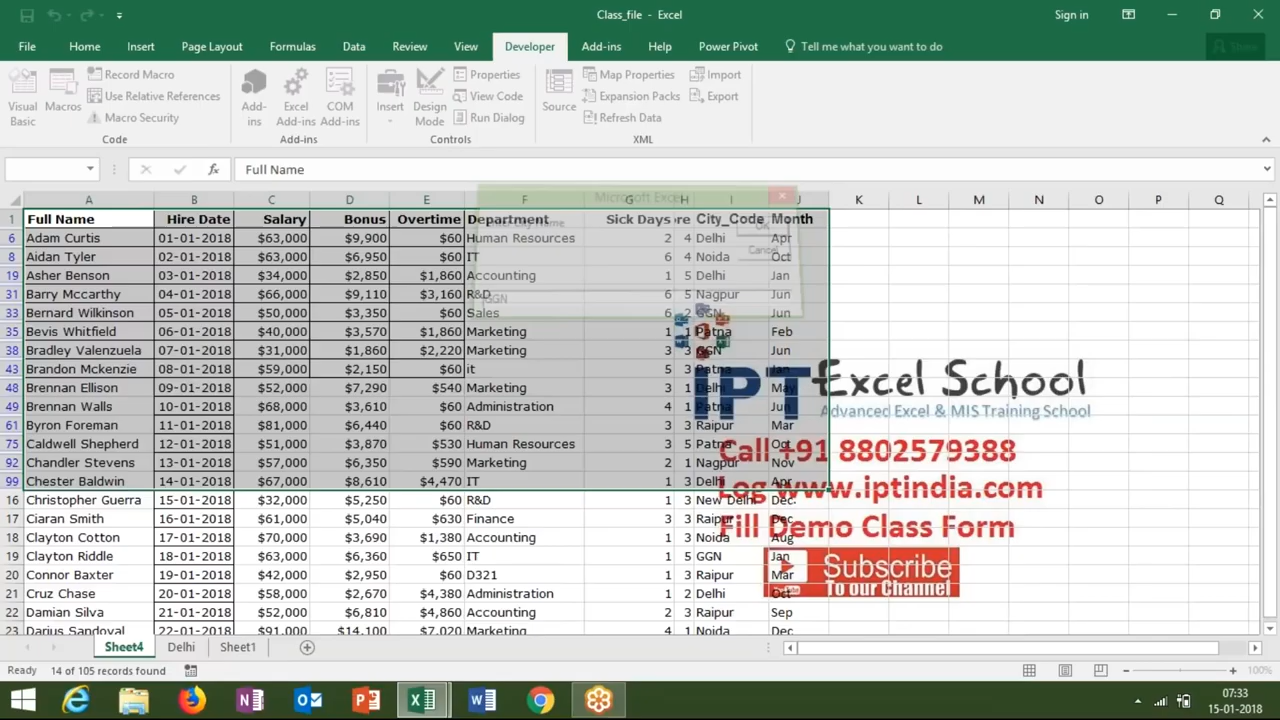 Class_file - Excel
Sign in
File Home Insert Page Layout Formulas Data Review View Developer Add-ins Help Power Pivot Tell me what you want to do Share
Visual Basic
Macros
Record Macro
Use Relative References
Macro Security
Code
Add-ins
Excel Add-ins
COM Add-ins
Add-ins
Insert
Design Mode
Properties
View Code
Run Dialog
Controls
Source
Map Properties
Expansion Packs
Refresh Data
Import
Export
XML
fx Full Name
Microsoft Excel
OK
Cancel
GGN
A B C D E F G H I J K L M N O P Q
1 Full Name Hire Date Salary Bonus Overtime Department Sick Days re City_Code Month
6 Adam Curtis 01-01-2018 $63,000 $9,900 $60 Human Resources 2 4 Delhi Apr
8 Aidan Tyler 02-01-2018 $63,000 $6,950 $60 IT 6 4 Noida Oct
19 Asher Benson 03-01-2018 $34,000 $2,850 $1,860 Accounting 1 5 Delhi Jan
31 Barry Mccarthy 04-01-2018 $66,000 $9,110 $3,160 R&D 6 5 Nagpur Jun
33 Bernard Wilkinson 05-01-2018 $50,000 $3,350 $60 Sales 6 2 GGN Jun
35 Bevis Whitfield 06-01-2018 $40,000 $3,570 $1,860 Marketing 1 1 Patna Feb
38 Bradley Valenzuela 07-01-2018 $31,000 $1,860 $2,220 Marketing 3 3 GGN Jun
43 Brandon Mckenzie 08-01-2018 $59,000 $2,150 $60 it 5 3 Patna Jan
48 Brennan Ellison 09-01-2018 $52,000 $7,290 $540 Marketing 3 1 Delhi May
49 Brennan Walls 10-01-2018 $68,000 $3,610 $60 Administration 4 1 Patna Jun
61 Byron Foreman 11-01-2018 $81,000 $6,440 $60 R&D 3 3 Raipur Mar
75 Caldwell Shepherd 12-01-2018 $51,000 $3,870 $530 Human Resources 3 5 Patna Oct
92 Chandler Stevens 13-01-2018 $57,000 $6,350 $590 Marketing 2 1 Nagpur Nov
99 Chester Baldwin 14-01-2018 $67,000 $8,610 $4,470 IT 1 3 Delhi Apr
16 Christopher Guerra 15-01-2018 $32,000 $5,250 $60 R&D 1 3 New Delhi Dec
17 Ciaran Smith 16-01-2018 $61,000 $5,040 $630 Finance 3 3 Raipur Dec
18 Clayton Cotton 17-01-2018 $70,000 $3,690 $1,380 Accounting 1 3 Noida Aug
19 Clayton Riddle 18-01-2018 $63,000 $6,360 $650 IT 1 5 GGN Jan
20 Connor Baxter 19-01-2018 $42,000 $2,950 $60 D321 1 3 Raipur Mar
21 Cruz Chase 20-01-2018 $58,000 $2,670 $4,380 Administration 1 2 Delhi Oct
22 Damian Silva 21-01-2018 $52,000 $6,810 $4,860 Accounting 2 3 Raipur Sep
23 Darius Sandoval 22-01-2018 $91,000 $14,100 $7,020 Marketing 4 1 Noida Dec
IPT Excel School
Advanced Excel & MIS Training School
Call +91 8802579388
Log www.iptindia.com
Fill Demo Class Form
Subscribe
To our Channel
Sheet4 Delhi Sheet1
Ready 14 of 105 records found
100%
07:33
15-01-2018